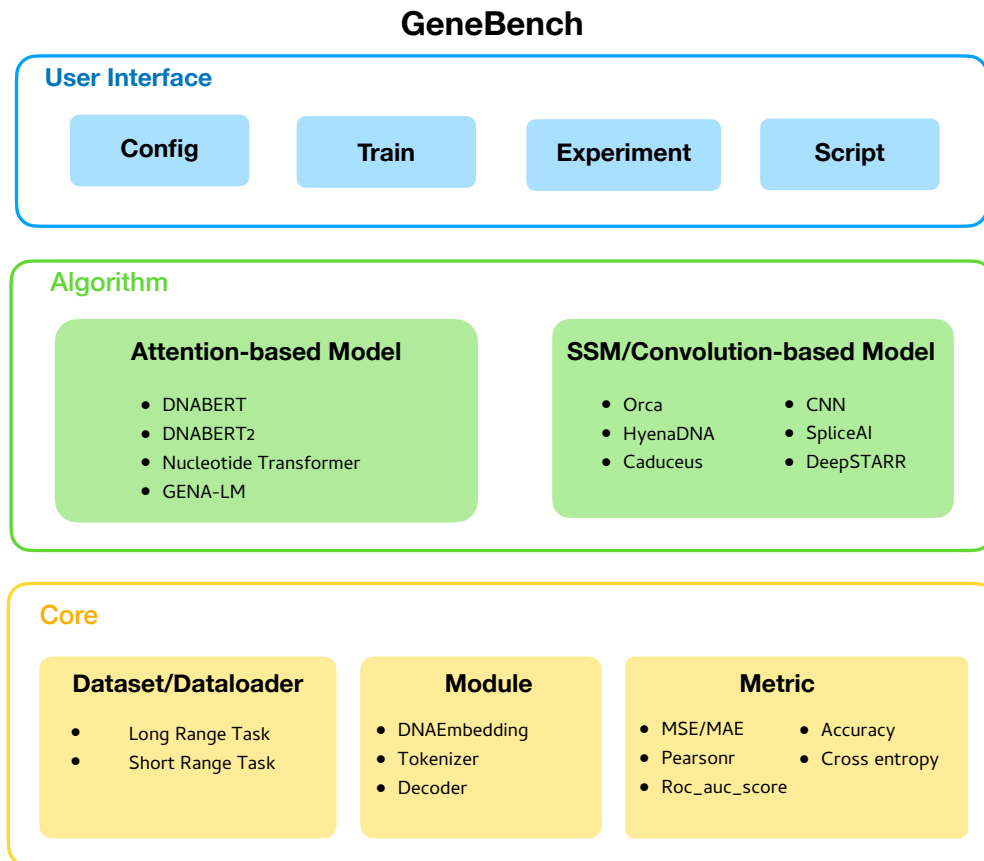 GeneBench
User Interface
Config
Train
Experiment
Script
Algorithm
Attention-based Model
• DNABERT
• DNABERT2
• Nucleotide Transformer
• GENA-LM
SSM/Convolution-based Model
• Orca
• HyenaDNA
• Caduceus
• CNN
• SpliceAI
• DeepSTARR
Core
Dataset/Dataloader
• Long Range Task
• Short Range Task
Module
• DNAEmbedding
• Tokenizer
• Decoder
Metric
• MSE/MAE
• Pearsonr
• Roc_auc_score
• Accuracy
• Cross entropy